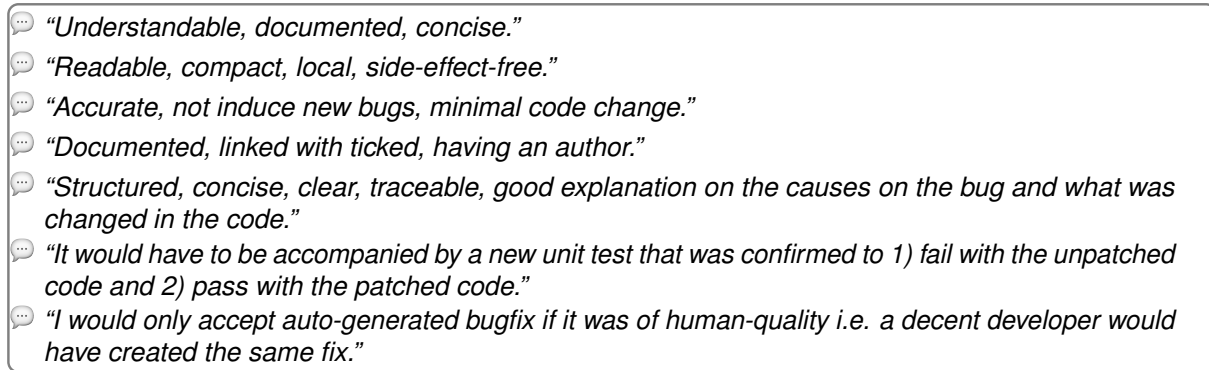 “Understandable, documented, concise.”
“Readable, compact, local, side-effect-free.”
“Accurate, not induce new bugs, minimal code change.”
“Documented, linked with ticked, having an author.”
“Structured, concise, clear, traceable, good explanation on the causes on the bug and what was
changed in the code.”
“It would have to be accompanied by a new unit test that was confirmed to 1) fail with the unpatched
code and 2) pass with the patched code.”
“I would only accept auto-generated bugfix if it was of human-quality i.e. a decent developer would
have created the same fix.”